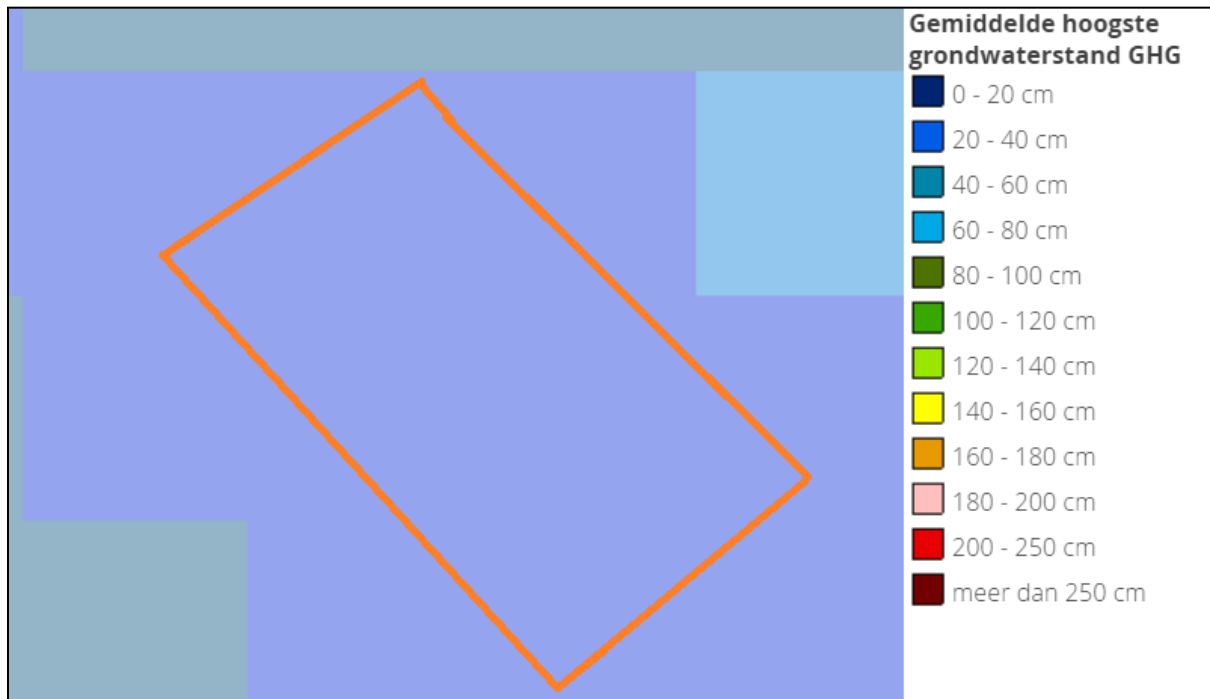 Gemiddelde hoogste
grondwaterstand GHG
0 - 20 cm
20 - 40 cm
40 - 60 cm
60 - 80 cm
80 - 100 cm
100 - 120 cm
120 - 140 cm
140 - 160 cm
160 - 180 cm
180 - 200 cm
200 - 250 cm
meer dan 250 cm